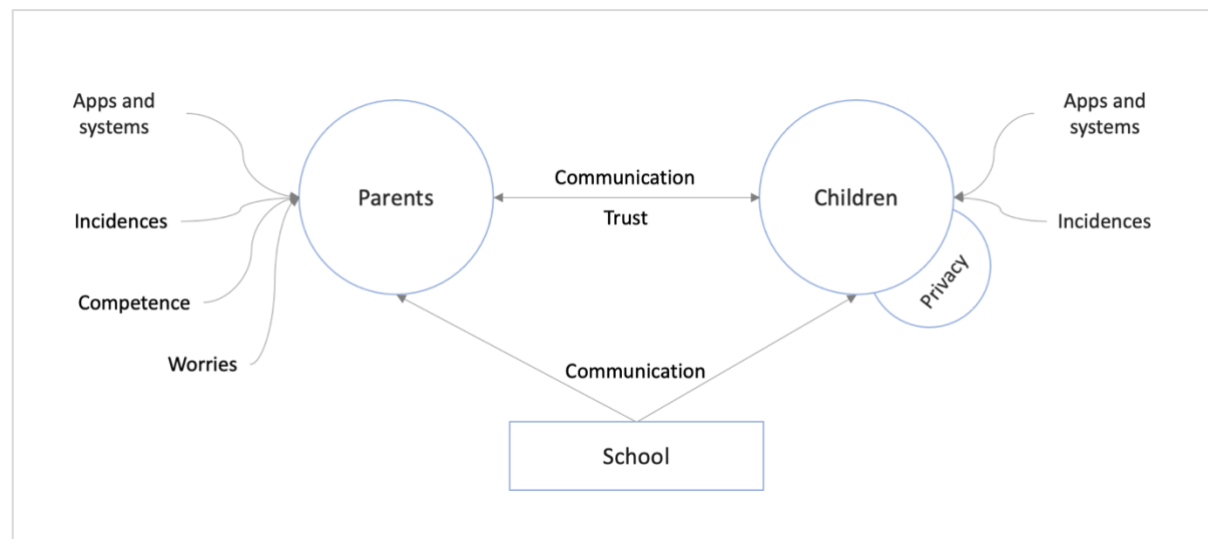 Apps and
systems
Incidences
Competence
Worries
Parents
Communication
Trust
Children
Privacy
Apps and
systems
Incidences
Communication
School